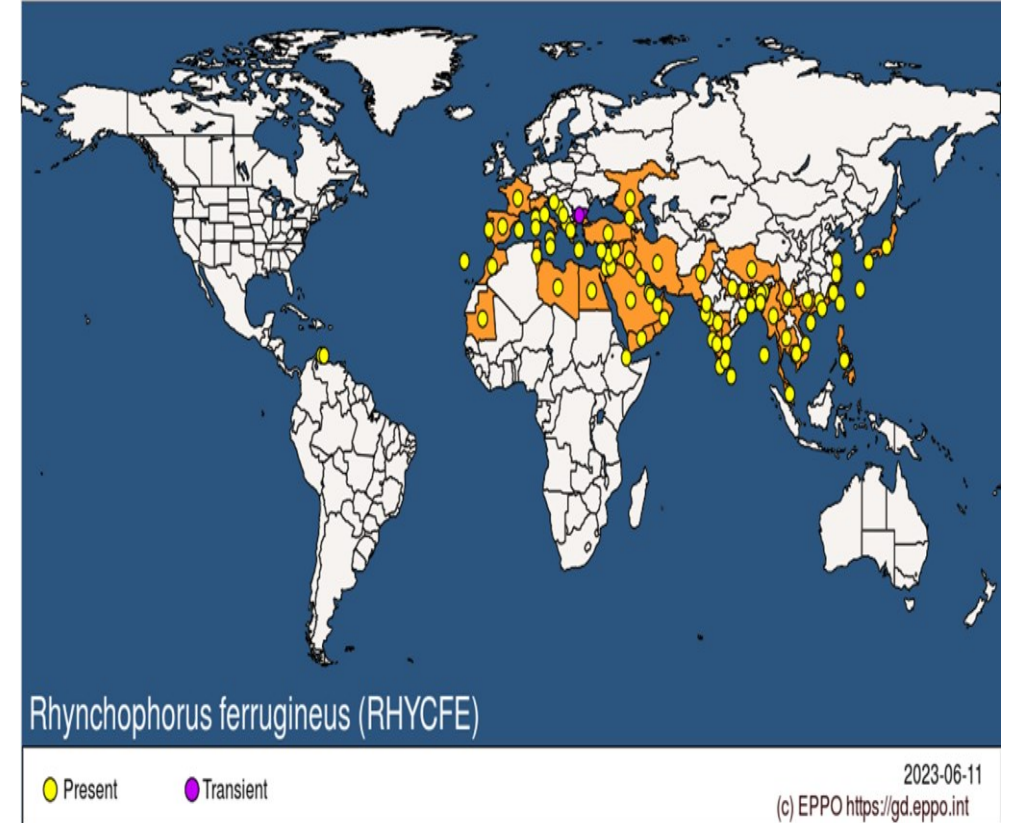 Rhynchophorus ferrugineus (RHYCFE)
Present
Transient
2023-06-11
(c) EPPO https://gd.eppo.int